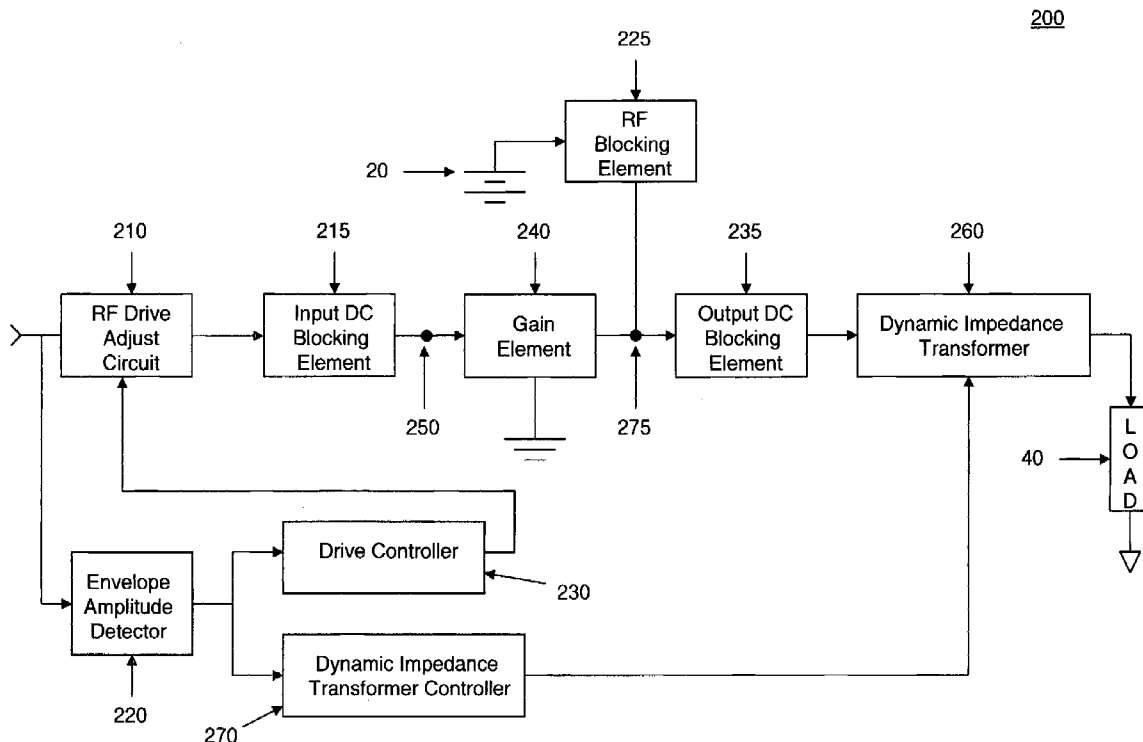 200
225
RF
Blocking
Element
20
210
215
240
235
260
RF Drive
Adjust
Circuit
Input DC
Blocking
Element
Gain
Element
Output DC
Blocking
Element
Dynamic Impedance
Transformer
250
275
40
L
O
A
D
Envelope
Amplitude
Detector
Drive Controller
230
Dynamic Impedance
Transformer Controller
220
270